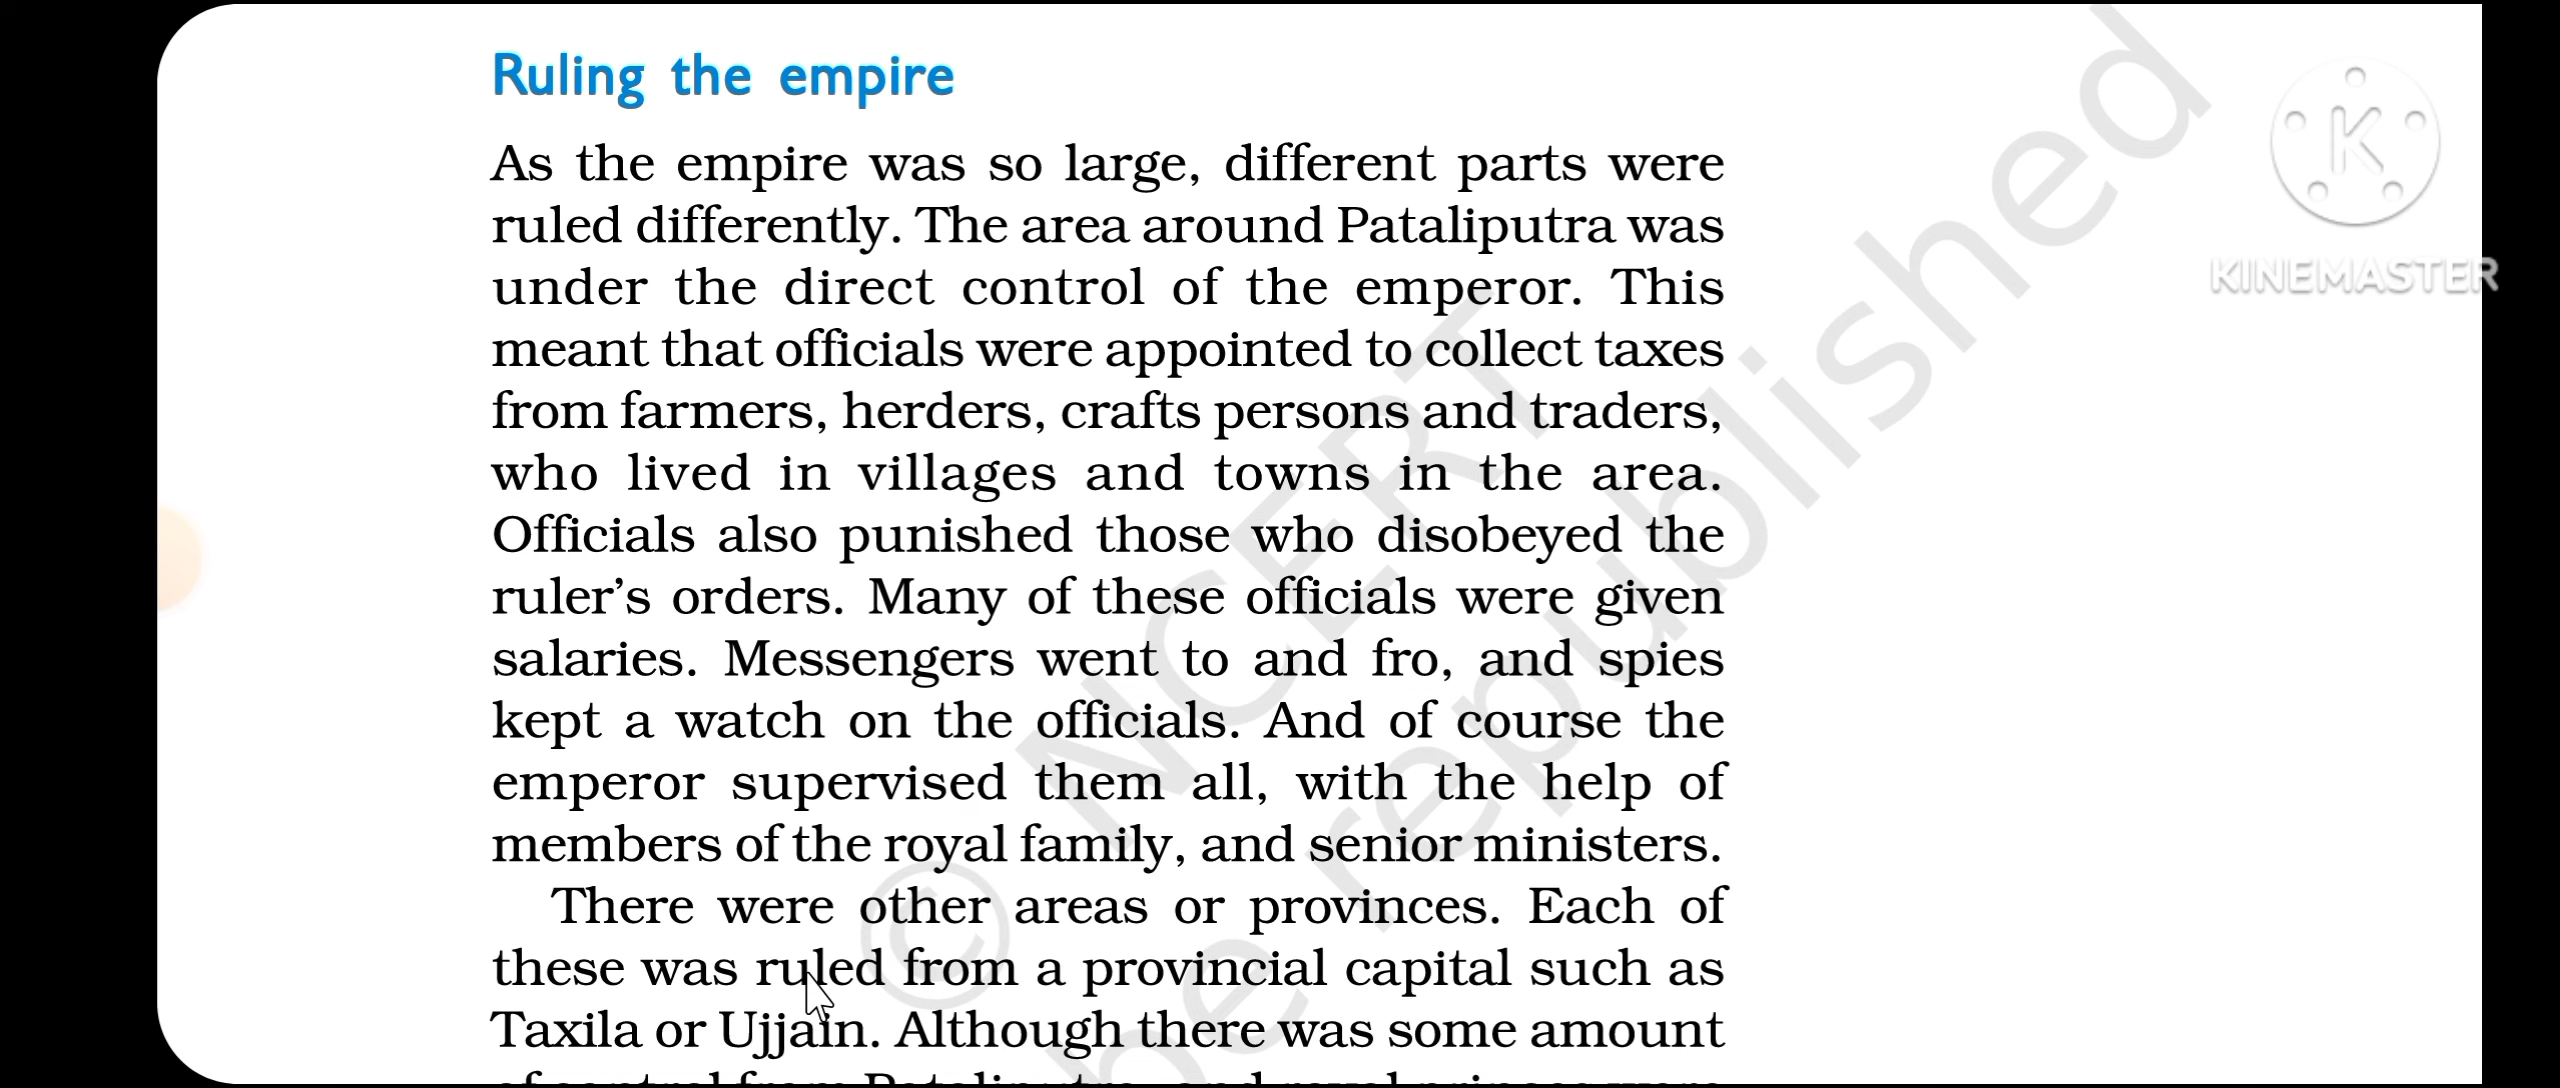 Ruling the empire
As the empire was so large, different parts were
ruled differently. The area around Pataliputra was
under the direct control of the emperor. This
meant that officials were appointed to collect taxes
from farmers, herders, crafts persons and traders,
who lived in villages and towns in the area.
Officials also punished those who disobeyed the
ruler’s orders. Many of these officials were given
salaries. Messengers went to and fro, and spies
kept a watch on the officials. And of course the
emperor supervised them all, with the help of
members of the royal family, and senior ministers.
There were other areas or provinces. Each of
these was ruled from a provincial capital such as
Taxila or Ujjain. Although there was some amount
© NCERT
be republished
K
KINEMASTER